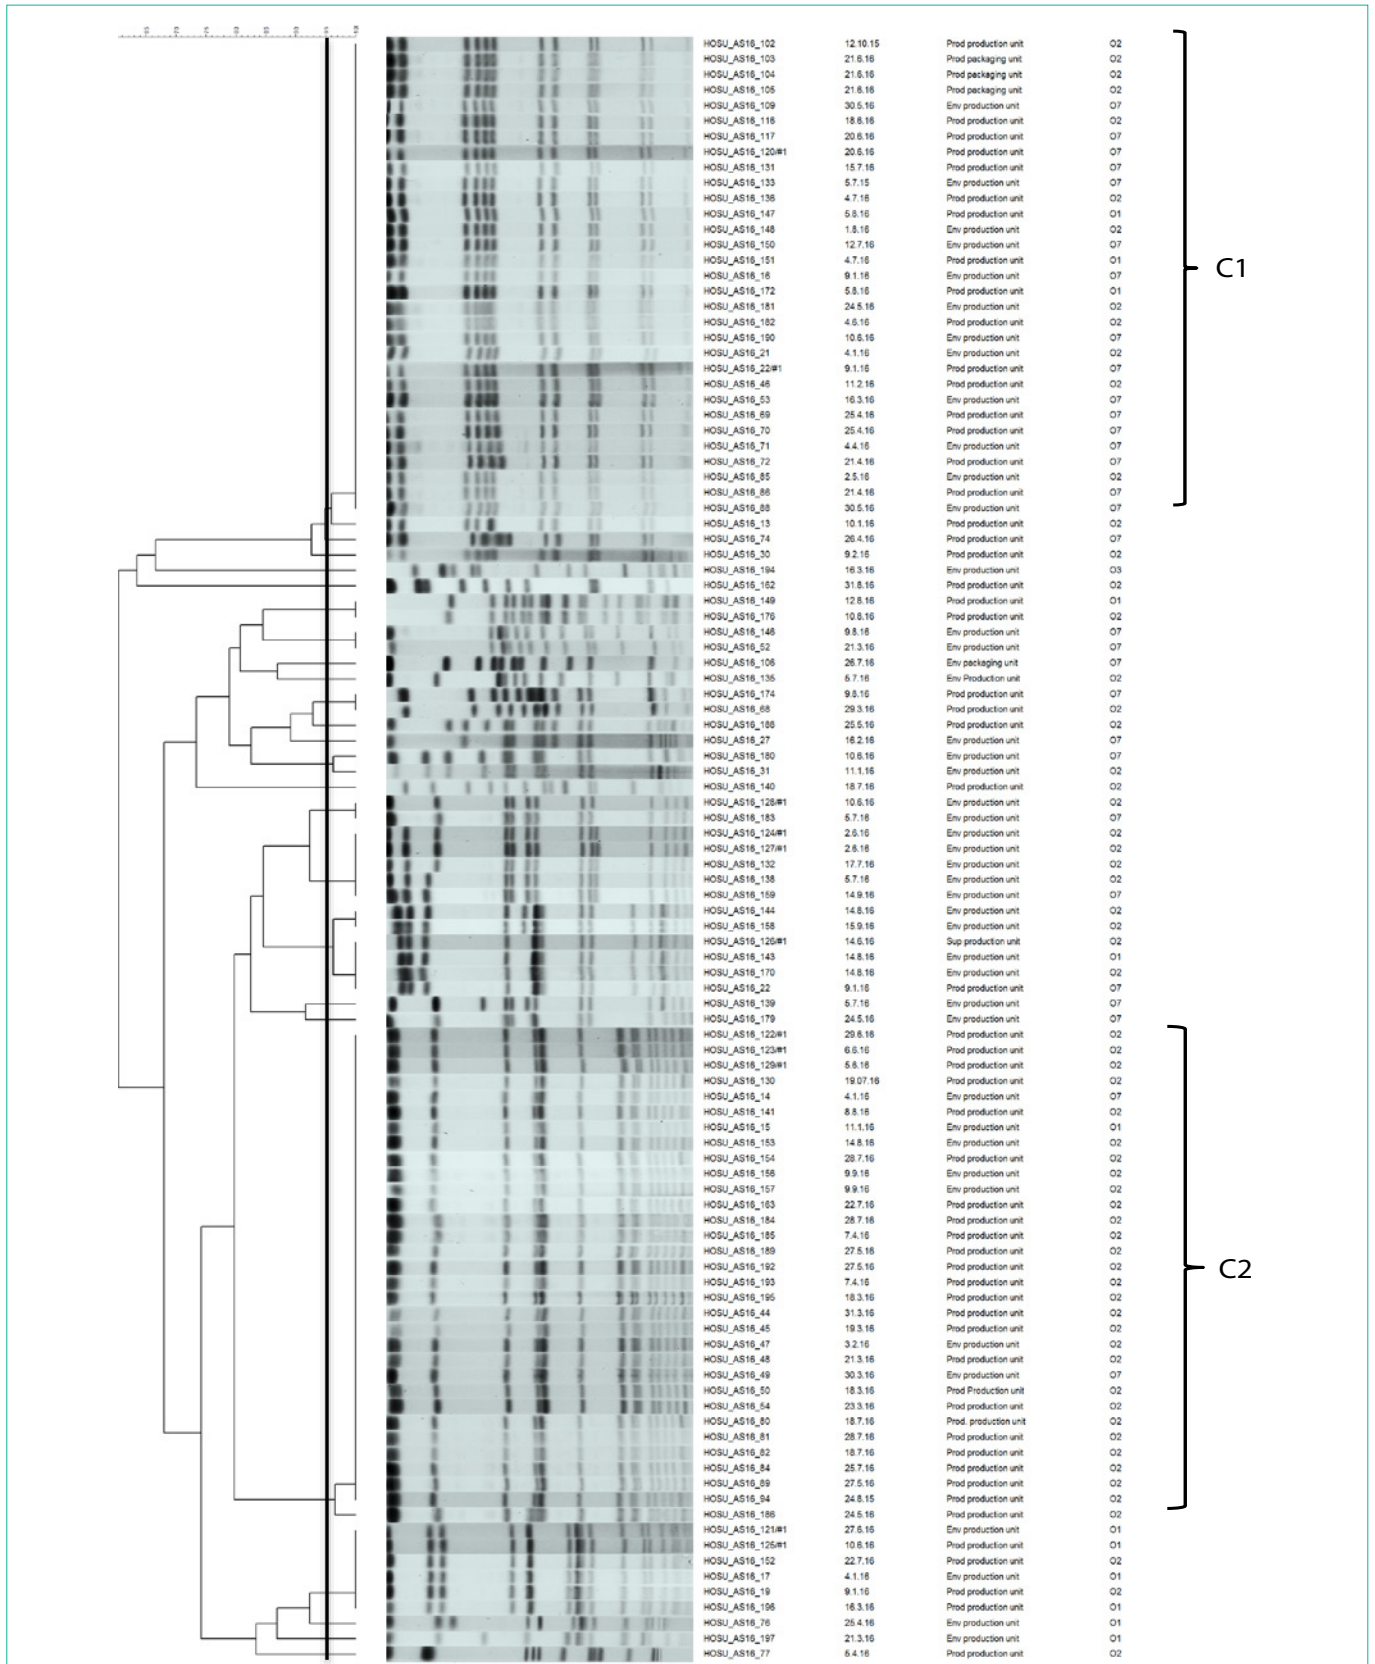 HOSU_AS16_102 12.10.15 Prod production unit O2
HOSU_AS16_103 21.6.16 Prod packaging unit O2
HOSU_AS16_104 21.6.16 Prod packaging unit O2
HOSU_AS16_105 21.6.16 Prod packaging unit O2
HOSU_AS16_109 30.5.16 Env production unit O7
HOSU_AS16_116 18.6.16 Prod production unit O2
HOSU_AS16_117 20.6.16 Prod production unit O7
HOSU_AS16_120/#1 20.6.16 Prod production unit O7
HOSU_AS16_131 15.7.16 Prod production unit O7
HOSU_AS16_133 5.7.15 Env production unit O7
HOSU_AS16_136 4.7.16 Prod production unit O2
HOSU_AS16_147 5.8.16 Prod production unit O1
HOSU_AS16_148 1.8.16 Env production unit O2
HOSU_AS16_150 12.7.16 Env production unit O7
HOSU_AS16_151 4.7.16 Prod production unit O1
C1
HOSU_AS16_16 9.1.16 Env production unit O7
HOSU_AS16_172 5.8.16 Prod production unit O1
HOSU_AS16_181 24.5.16 Env production unit O2
HOSU_AS16_182 4.6.16 Prod production unit O2
HOSU_AS16_190 10.6.16 Env production unit O7
HOSU_AS16_21 4.1.16 Env production unit O2
HOSU_AS16_22/#1 9.1.16 Prod production unit O7
HOSU_AS16_46 11.2.16 Prod production unit O2
HOSU_AS16_53 16.3.16 Env production unit O7
HOSU_AS16_69 25.4.16 Prod production unit O7
HOSU_AS16_70 25.4.16 Prod production unit O7
HOSU_AS16_71 4.4.16 Env production unit O7
HOSU_AS16_72 21.4.16 Prod production unit O7
HOSU_AS16_85 2.5.16 Env production unit O2
HOSU_AS16_86 21.4.16 Prod production unit O7
HOSU_AS16_88 30.5.16 Env production unit O7
HOSU_AS16_13 10.1.16 Prod production unit O2
HOSU_AS16_74 26.4.16 Prod production unit O7
HOSU_AS16_30 9.2.16 Prod production unit O2
HOSU_AS16_194 16.3.16 Env production unit O3
HOSU_AS16_162 31.8.16 Prod production unit O2
HOSU_AS16_149 12.8.16 Prod production unit O1
HOSU_AS16_176 10.8.16 Prod production unit O2
HOSU_AS16_146 9.8.16 Env production unit O7
HOSU_AS16_52 21.3.16 Env production unit O7
HOSU_AS16_106 26.7.16 Env packaging unit O7
HOSU_AS16_135 5.7.16 Env Production unit O2
HOSU_AS16_174 9.8.16 Prod production unit O7
HOSU_AS16_68 29.3.16 Prod production unit O2
HOSU_AS16_188 25.5.16 Prod production unit O2
HOSU_AS16_27 16.2.16 Env production unit O7
HOSU_AS16_180 10.6.16 Env production unit O7
HOSU_AS16_31 11.1.16 Env production unit O2
HOSU_AS16_140 18.7.16 Prod production unit O2
HOSU_AS16_128/#1 10.6.16 Env production unit O2
HOSU_AS16_183 5.7.16 Env production unit O7
HOSU_AS16_124/#1 2.6.16 Env production unit O2
HOSU_AS16_127/#1 2.6.16 Env production unit O2
HOSU_AS16_132 17.7.16 Env production unit O2
HOSU_AS16_138 5.7.16 Env production unit O2
HOSU_AS16_159 14.9.16 Env production unit O7
HOSU_AS16_144 14.8.16 Env production unit O2
HOSU_AS16_158 15.9.16 Env production unit O2
HOSU_AS16_126/#1 14.6.16 Sup production unit O2
HOSU_AS16_143 14.8.16 Env production unit O1
HOSU_AS16_170 14.8.16 Env production unit O2
HOSU_AS16_22 9.1.16 Prod production unit O7
HOSU_AS16_139 5.7.16 Env production unit O7
HOSU_AS16_179 24.5.16 Env production unit O7
HOSU_AS16_122/#1 29.6.16 Prod production unit O2
HOSU_AS16_123/#1 6.6.16 Prod production unit O2
HOSU_AS16_129/#1 5.6.16 Prod production unit O2
HOSU_AS16_130 19.07.16 Prod production unit O2
HOSU_AS16_14 4.1.16 Env production unit O7
HOSU_AS16_141 8.8.16 Prod production unit O2
HOSU_AS16_15 11.1.16 Env production unit O1
HOSU_AS16_153 14.8.16 Env production unit O2
HOSU_AS16_154 28.7.16 Prod production unit O2
HOSU_AS16_156 9.9.16 Env production unit O2
HOSU_AS16_157 9.9.16 Env production unit O2
HOSU_AS16_163 22.7.16 Prod production unit O2
HOSU_AS16_184 28.7.16 Prod production unit O2
HOSU_AS16_185 7.4.16 Prod production unit O2
HOSU_AS16_189 27.5.16 Prod production unit O2
HOSU_AS16_192 27.5.16 Prod production unit O2
C2
HOSU_AS16_193 7.4.16 Prod production unit O2
HOSU_AS16_195 18.3.16 Prod production unit O2
HOSU_AS16_44 31.3.16 Prod production unit O2
HOSU_AS16_45 19.3.16 Prod production unit O2
HOSU_AS16_47 3.2.16 Env production unit O2
HOSU_AS16_48 21.3.16 Prod production unit O2
HOSU_AS16_49 30.3.16 Env production unit O7
HOSU_AS16_50 18.3.16 Prod Production unit O2
HOSU_AS16_54 23.3.16 Prod production unit O2
HOSU_AS16_80 18.7.16 Prod. production unit O2
HOSU_AS16_81 28.7.16 Prod production unit O2
HOSU_AS16_82 18.7.16 Prod production unit O2
HOSU_AS16_84 25.7.16 Prod production unit O2
HOSU_AS16_89 27.5.16 Prod production unit O2
HOSU_AS16_94 24.8.15 Prod production unit O2
HOSU_AS16_186 24.5.16 Prod production unit O2
HOSU_AS16_121/#1 27.6.16 Env production unit O1
HOSU_AS16_125/#1 10.6.16 Prod production unit O1
HOSU_AS16_152 22.7.16 Prod production unit O2
HOSU_AS16_17 4.1.16 Env production unit O1
HOSU_AS16_19 9.1.16 Prod production unit O2
HOSU_AS16_196 16.3.16 Prod production unit O1
HOSU_AS16_76 25.4.16 Env production unit O1
HOSU_AS16_197 21.3.16 Env production unit O1
HOSU_AS16_77 5.4.16 Prod production unit O2